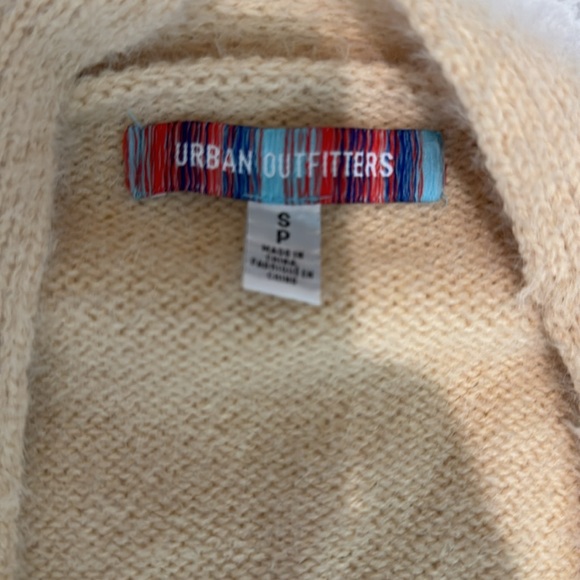 URBAN OUTFITTERS
S
P
MADE IN
CHINA
FABRIQUÉ EN
CHINE